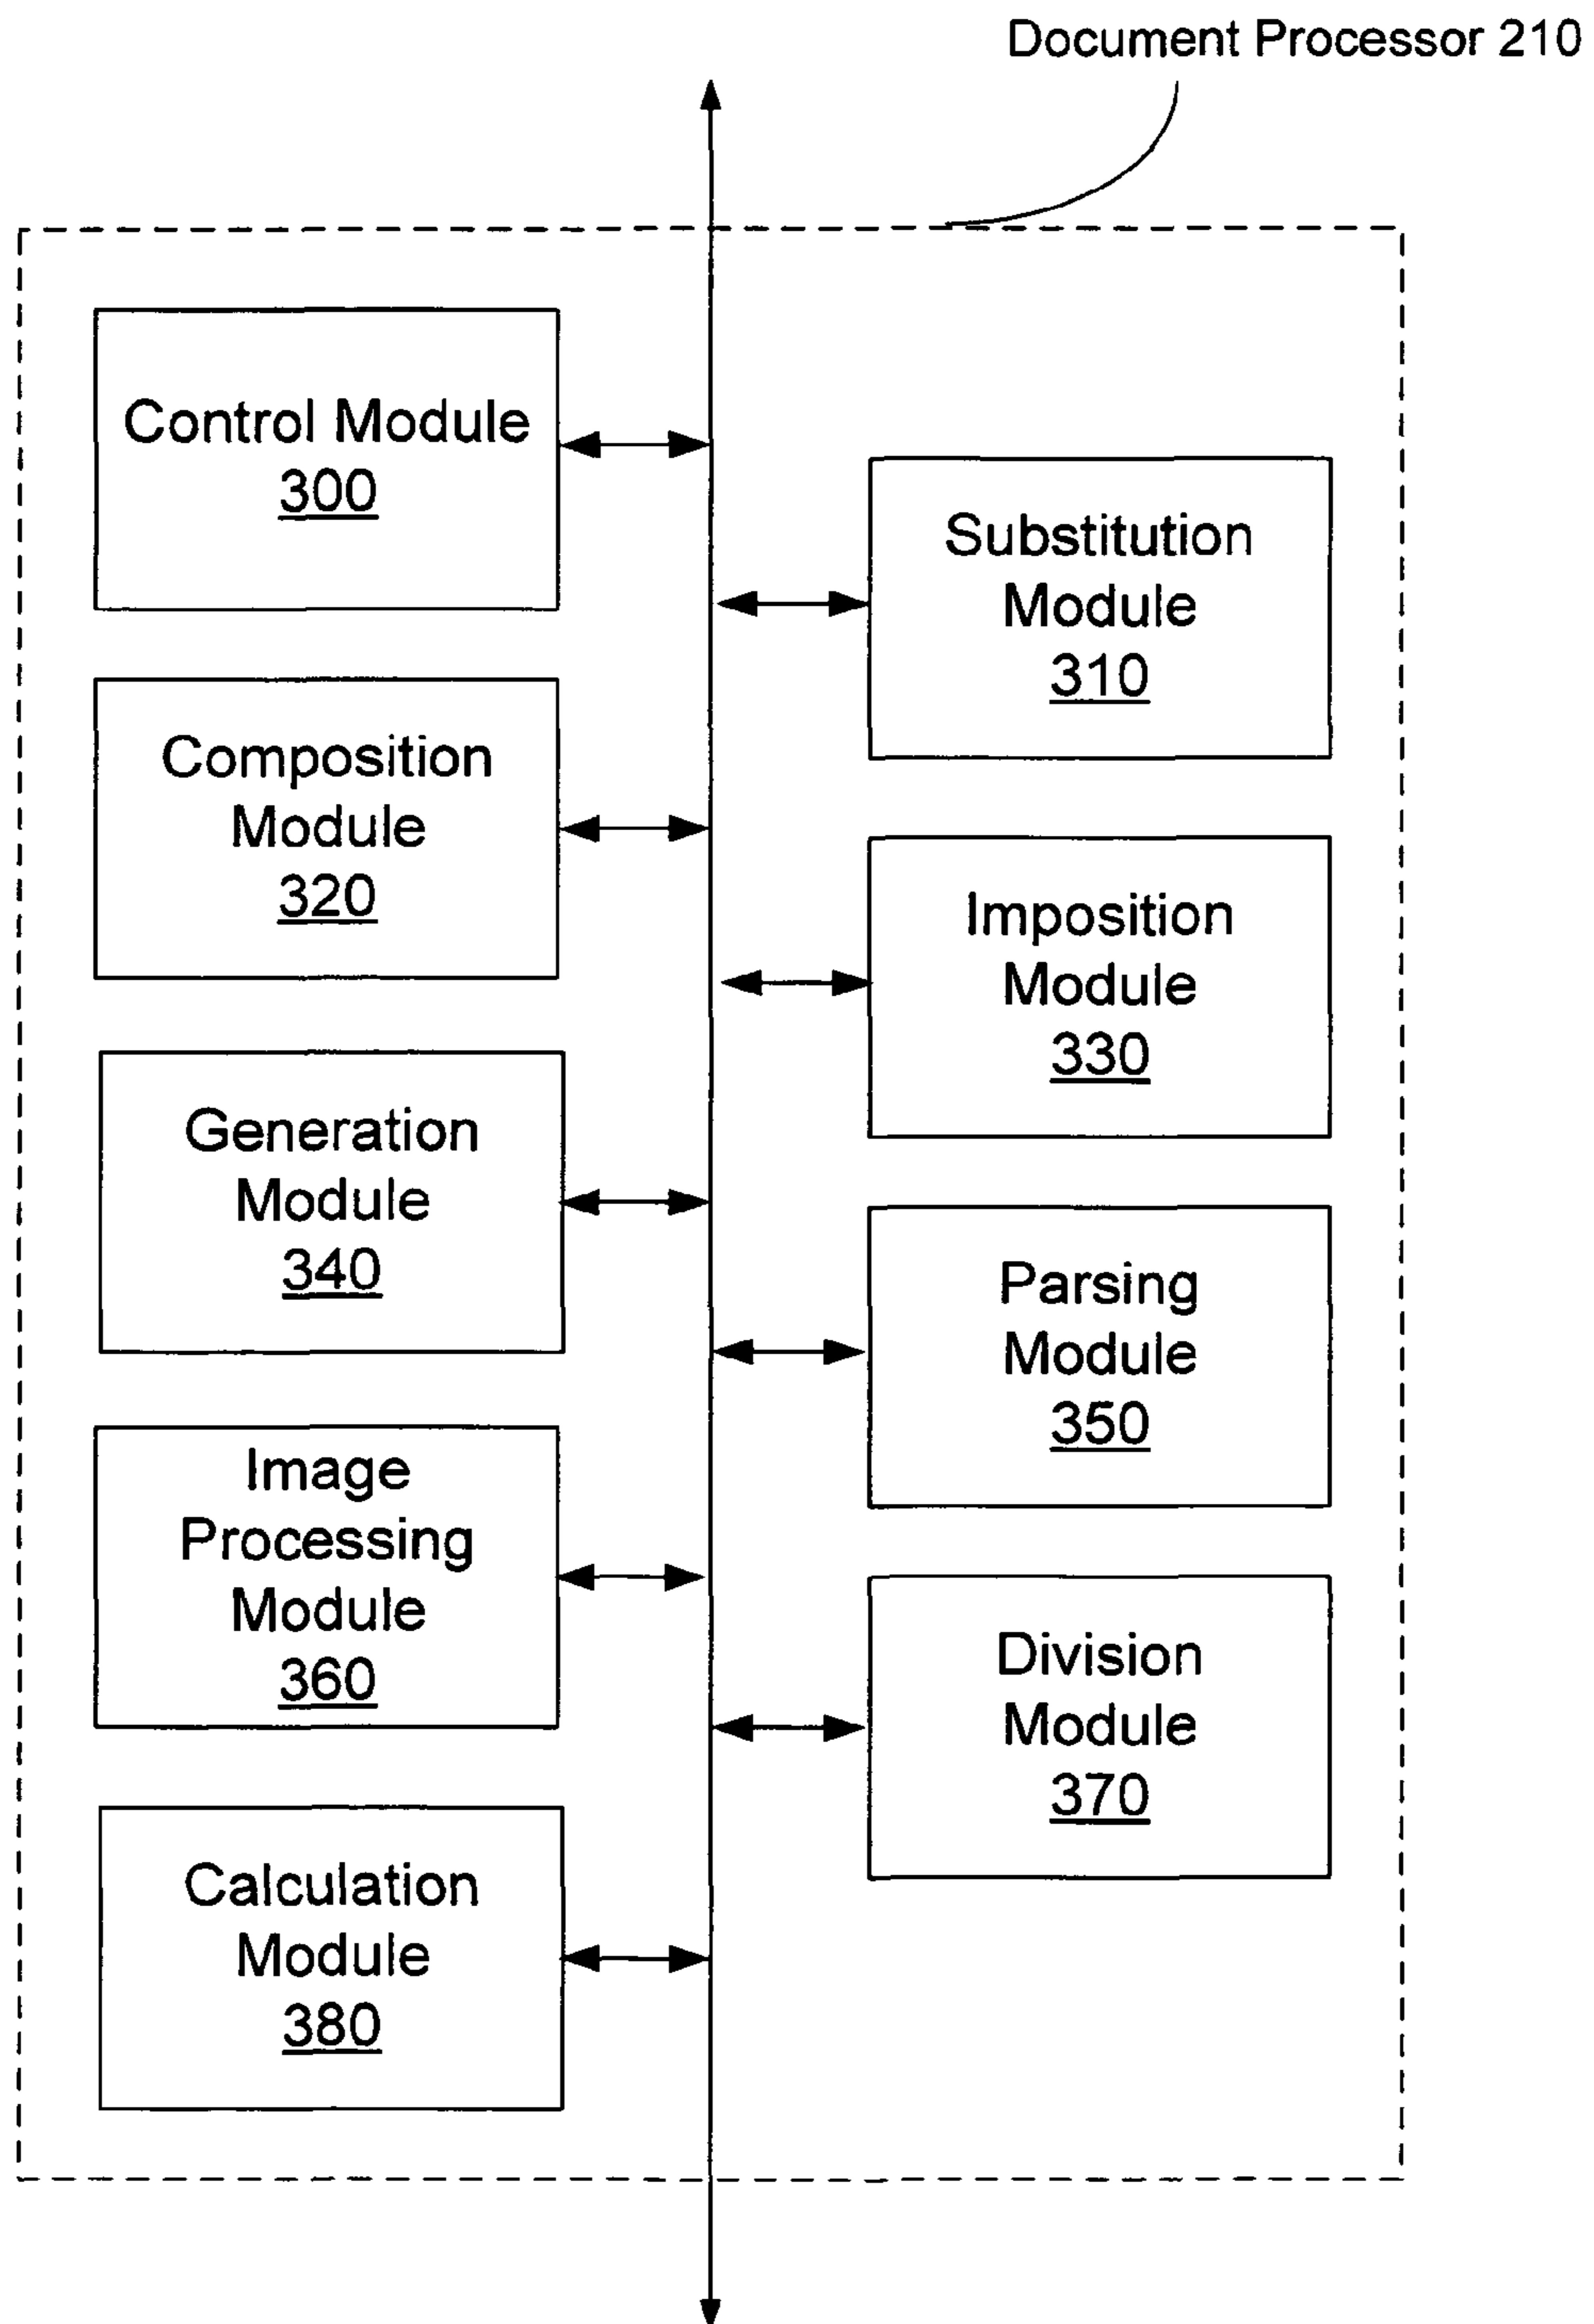 Document Processor 210
Control Module
300
Substitution
Module
310
Composition
Module
320
Imposition
Module
330
Generation
Module
340
Parsing
Module
350
Image
Processing
Module
360
Division
Module
370
Calculation
Module
380